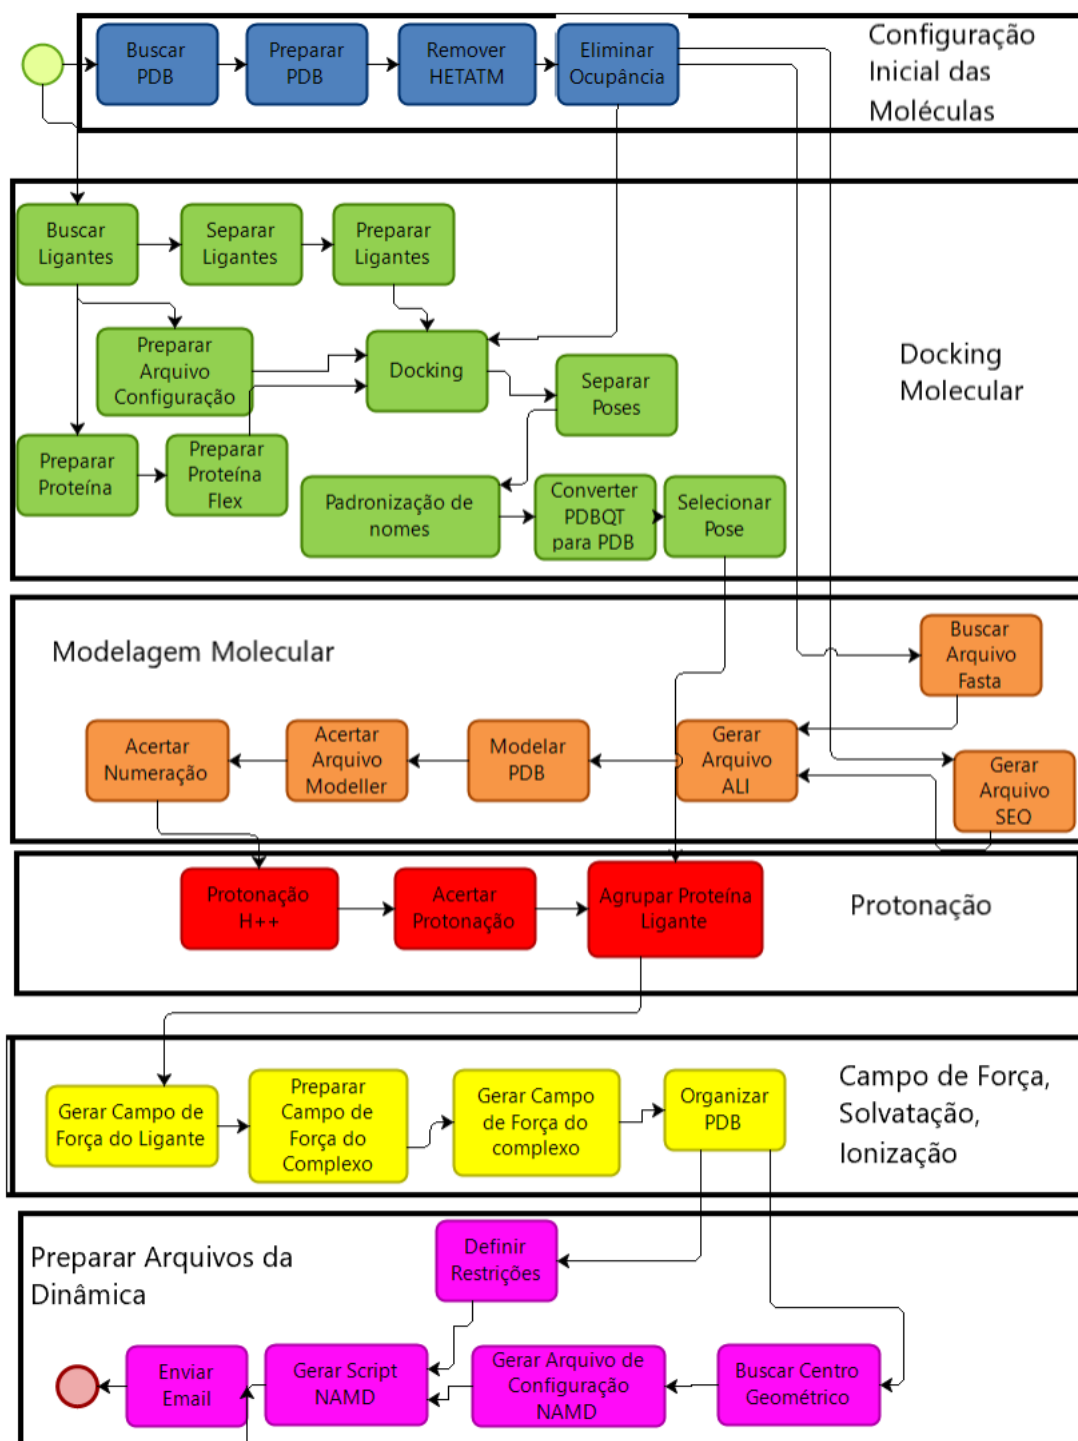 Buscar
PDB
Preparar
PDB
Remover
HETATM
Eliminar
Ocupância
Configuração
Inicial das
Moléculas
Buscar
Ligantes
Separar
Ligantes
Preparar
Ligantes
Preparar
Arquivo
Configuração
Docking
Separar
Poses
Docking
Molecular
Preparar
Proteína
Preparar
Proteína
Flex
Padronização de
nomes
Converter
PDBQT
para PDB
Selecionar
Pose
Modelagem Molecular
Buscar
Arquivo
Fasta
Acertar
Numeração
Acertar
Arquivo
Modeller
Modelar
PDB
Gerar
Arquivo
ALI
Gerar
Arquivo
SEQ
Protonação
H++
Acertar
Protonação
Agrupar Proteína
Ligante
Protonação
Gerar Campo de
Força do Ligante
Preparar
Campo de
Força do
Complexo
Gerar Campo
de Força do
complexo
Organizar
PDB
Campo de Força,
Solvatação,
Ionização
Preparar Arquivos da
Dinâmica
Definir
Restrições
Enviar
Email
Gerar Script
NAMD
Gerar Arquivo de
Configuração
NAMD
Buscar Centro
Geométrico